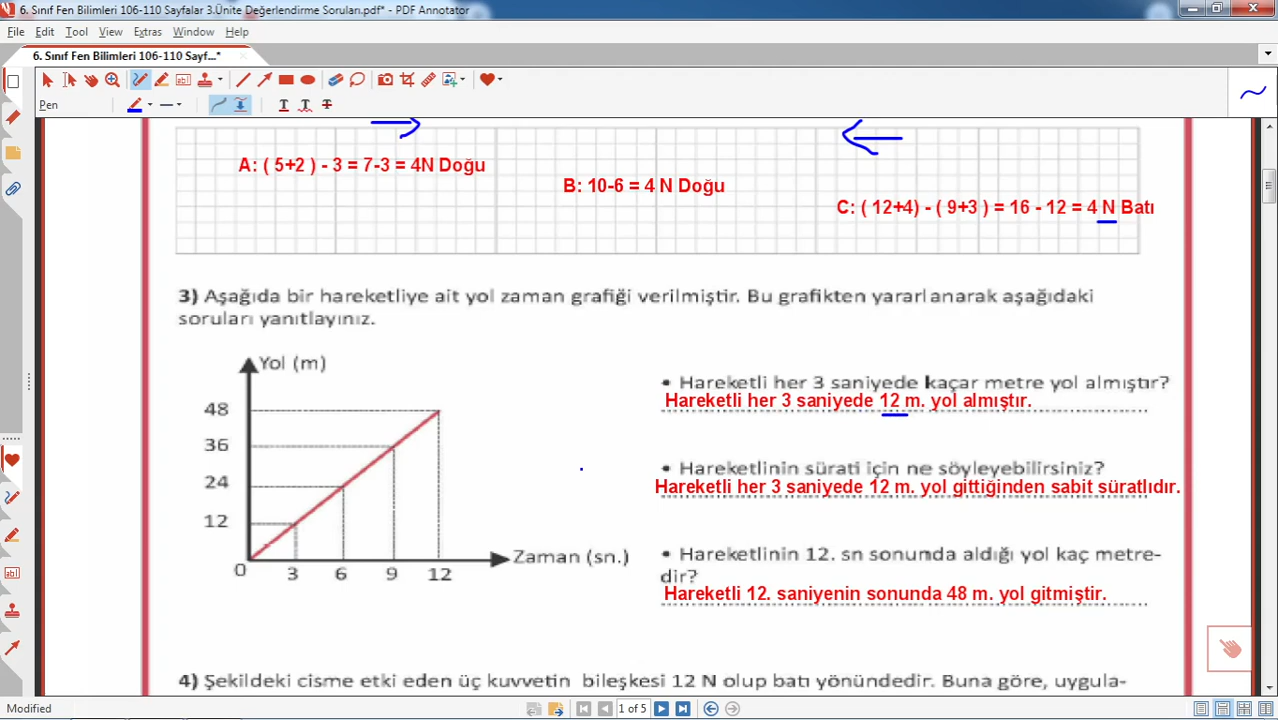 6. Sınıf Fen Bilimleri 106-110 Sayfalar 3.Ünite Değerlendirme Soruları.pdf* - PDF Annotator
File Edit Tool View Extras Window Help
6. Sınıf Fen Bilimleri 106-110 Sayf...*
Pen
A: ( 5+2 ) - 3 = 7-3 = 4N Doğu
B: 10-6 = 4 N Doğu
C: ( 12+4) - ( 9+3 ) = 16 - 12 = 4 N Batı
3) Aşağıda bir hareketliye ait yol zaman grafiği verilmiştir. Bu grafikten yararlanarak aşağıdaki
soruları yanıtlayınız.
Yol (m)
48
36
24
12
0 3 6 9 12
Zaman (sn.)
• Hareketli her 3 saniyede kaçar metre yol almıştır?
Hareketli her 3 saniyede 12 m. yol almıştır.
• Hareketlinin sürati için ne söyleyebilirsiniz?
Hareketli her 3 saniyede 12 m. yol gittiğinden sabit süratlıdır.
• Hareketlinin 12. sn sonunda aldığı yol kaç metre-
dir?
Hareketli 12. saniyenin sonunda 48 m. yol gitmiştir.
4) Şekildeki cisme etki eden üç kuvvetin bileşkesi 12 N olup batı yönündedir. Buna göre, uygula-
Modified
1 of 5